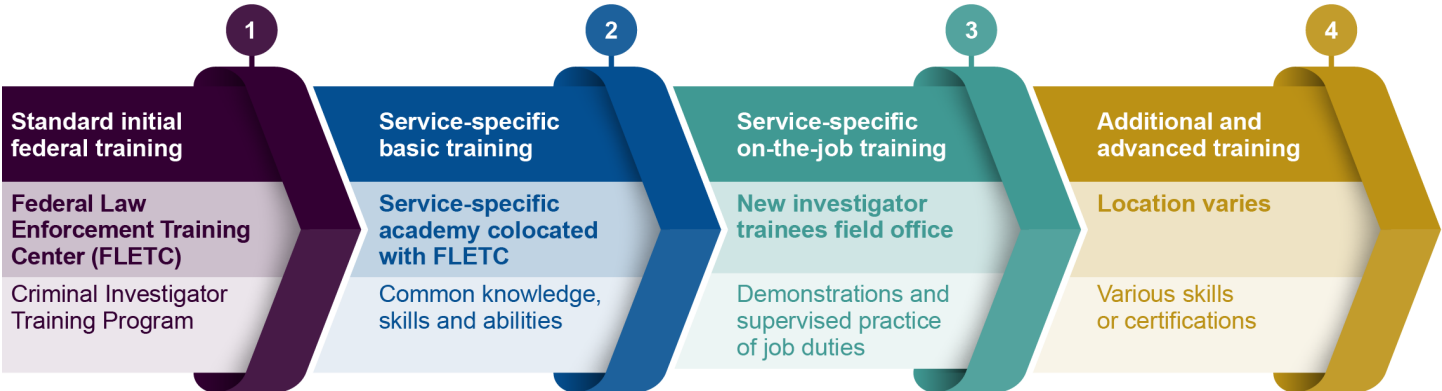 1
Standard initial
federal training
Federal Law
Enforcement Training
Center (FLETC)
Criminal Investigator
Training Program
2
Service-specific
basic training
Service-specific
academy colocated
with FLETC
Common knowledge,
skills and abilities
3
Service-specific
on-the-job training
New investigator
trainees field office
Demonstrations and
supervised practice
of job duties
4
Additional and
advanced training
Location varies
Various skills
or certifications